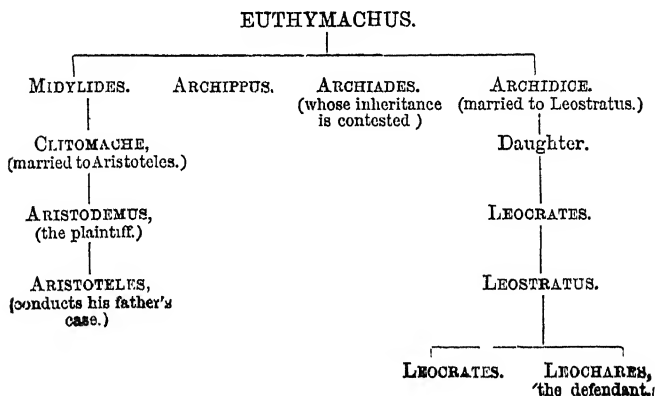 EUTHYMACHUS.
MIDYLIDES. ARCHIPPUS. ARCHIADES. ARCHIDICE.
(whose inheritance (married to Leostratus.)
is contested )
CLITOMACHE, Daughter.
(married to Aristoteles.)
ARISTODEMUS, LEOCRATES.
(the plaintiff.)
ARISTOTELES, LEOSTRATUS.
(conducts his father's
case.)
LEOCRATES. LEOCHARES,
'the defendant.